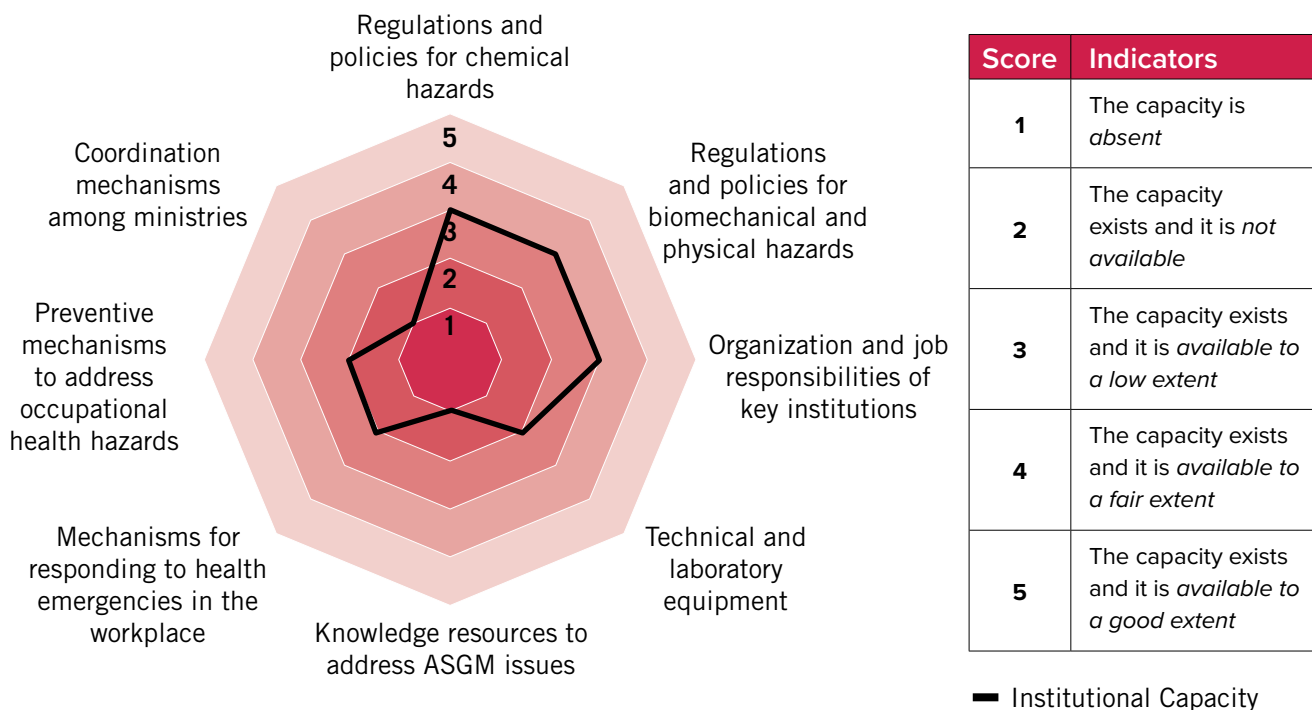 Regulations and
policies for chemical
hazards
Coordination
mechanisms
among ministries
Regulations
and policies for
biomechanical and
physical hazards
5
4
3
2
1
Preventive
mechanisms
to address
occupational
health hazards
Organization and job
responsibilities of
key institutions
Mechanisms for
responding to health
emergencies in the
workplace
Technical and
laboratory
equipment
Knowledge resources to
address ASGM issues
Score Indicators
1
The capacity is
absent
2
The capacity
exists and it is not
available
3
The capacity exists
and it is available to
a low extent
4
The capacity exists
and it is available to
a fair extent
5
The capacity exists
and it is available to
a good extent
Institutional Capacity